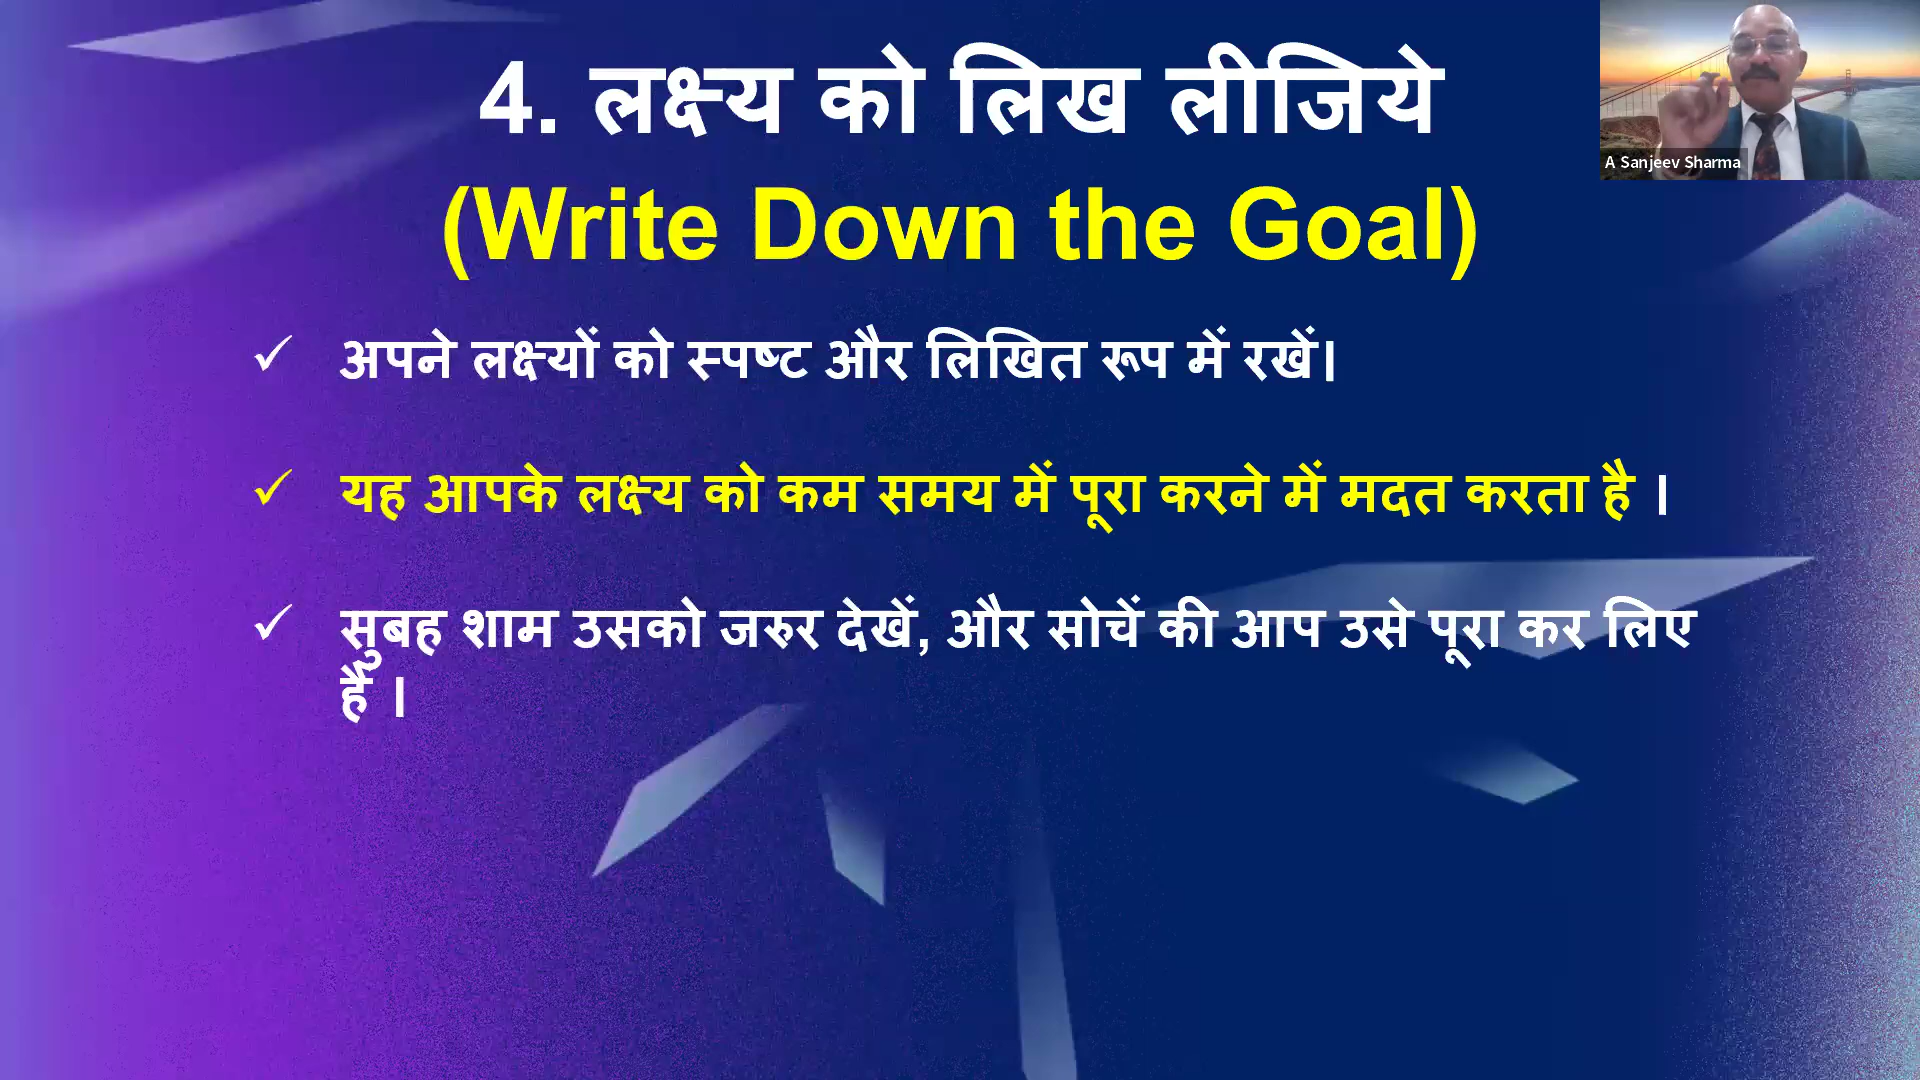 4. लक्ष्य को लिख लीजिये
(Write Down the Goal)
A Sanjeev Sharma
✓ अपने लक्ष्यों को स्पष्ट और लिखित रूप में रखें।
✓ यह आपके लक्ष्य को कम समय में पूरा करने में मदत करता है ।
✓ सुबह शाम उसको जरुर देखें, और सोचें की आप उसे पूरा कर लिए
हैं ।